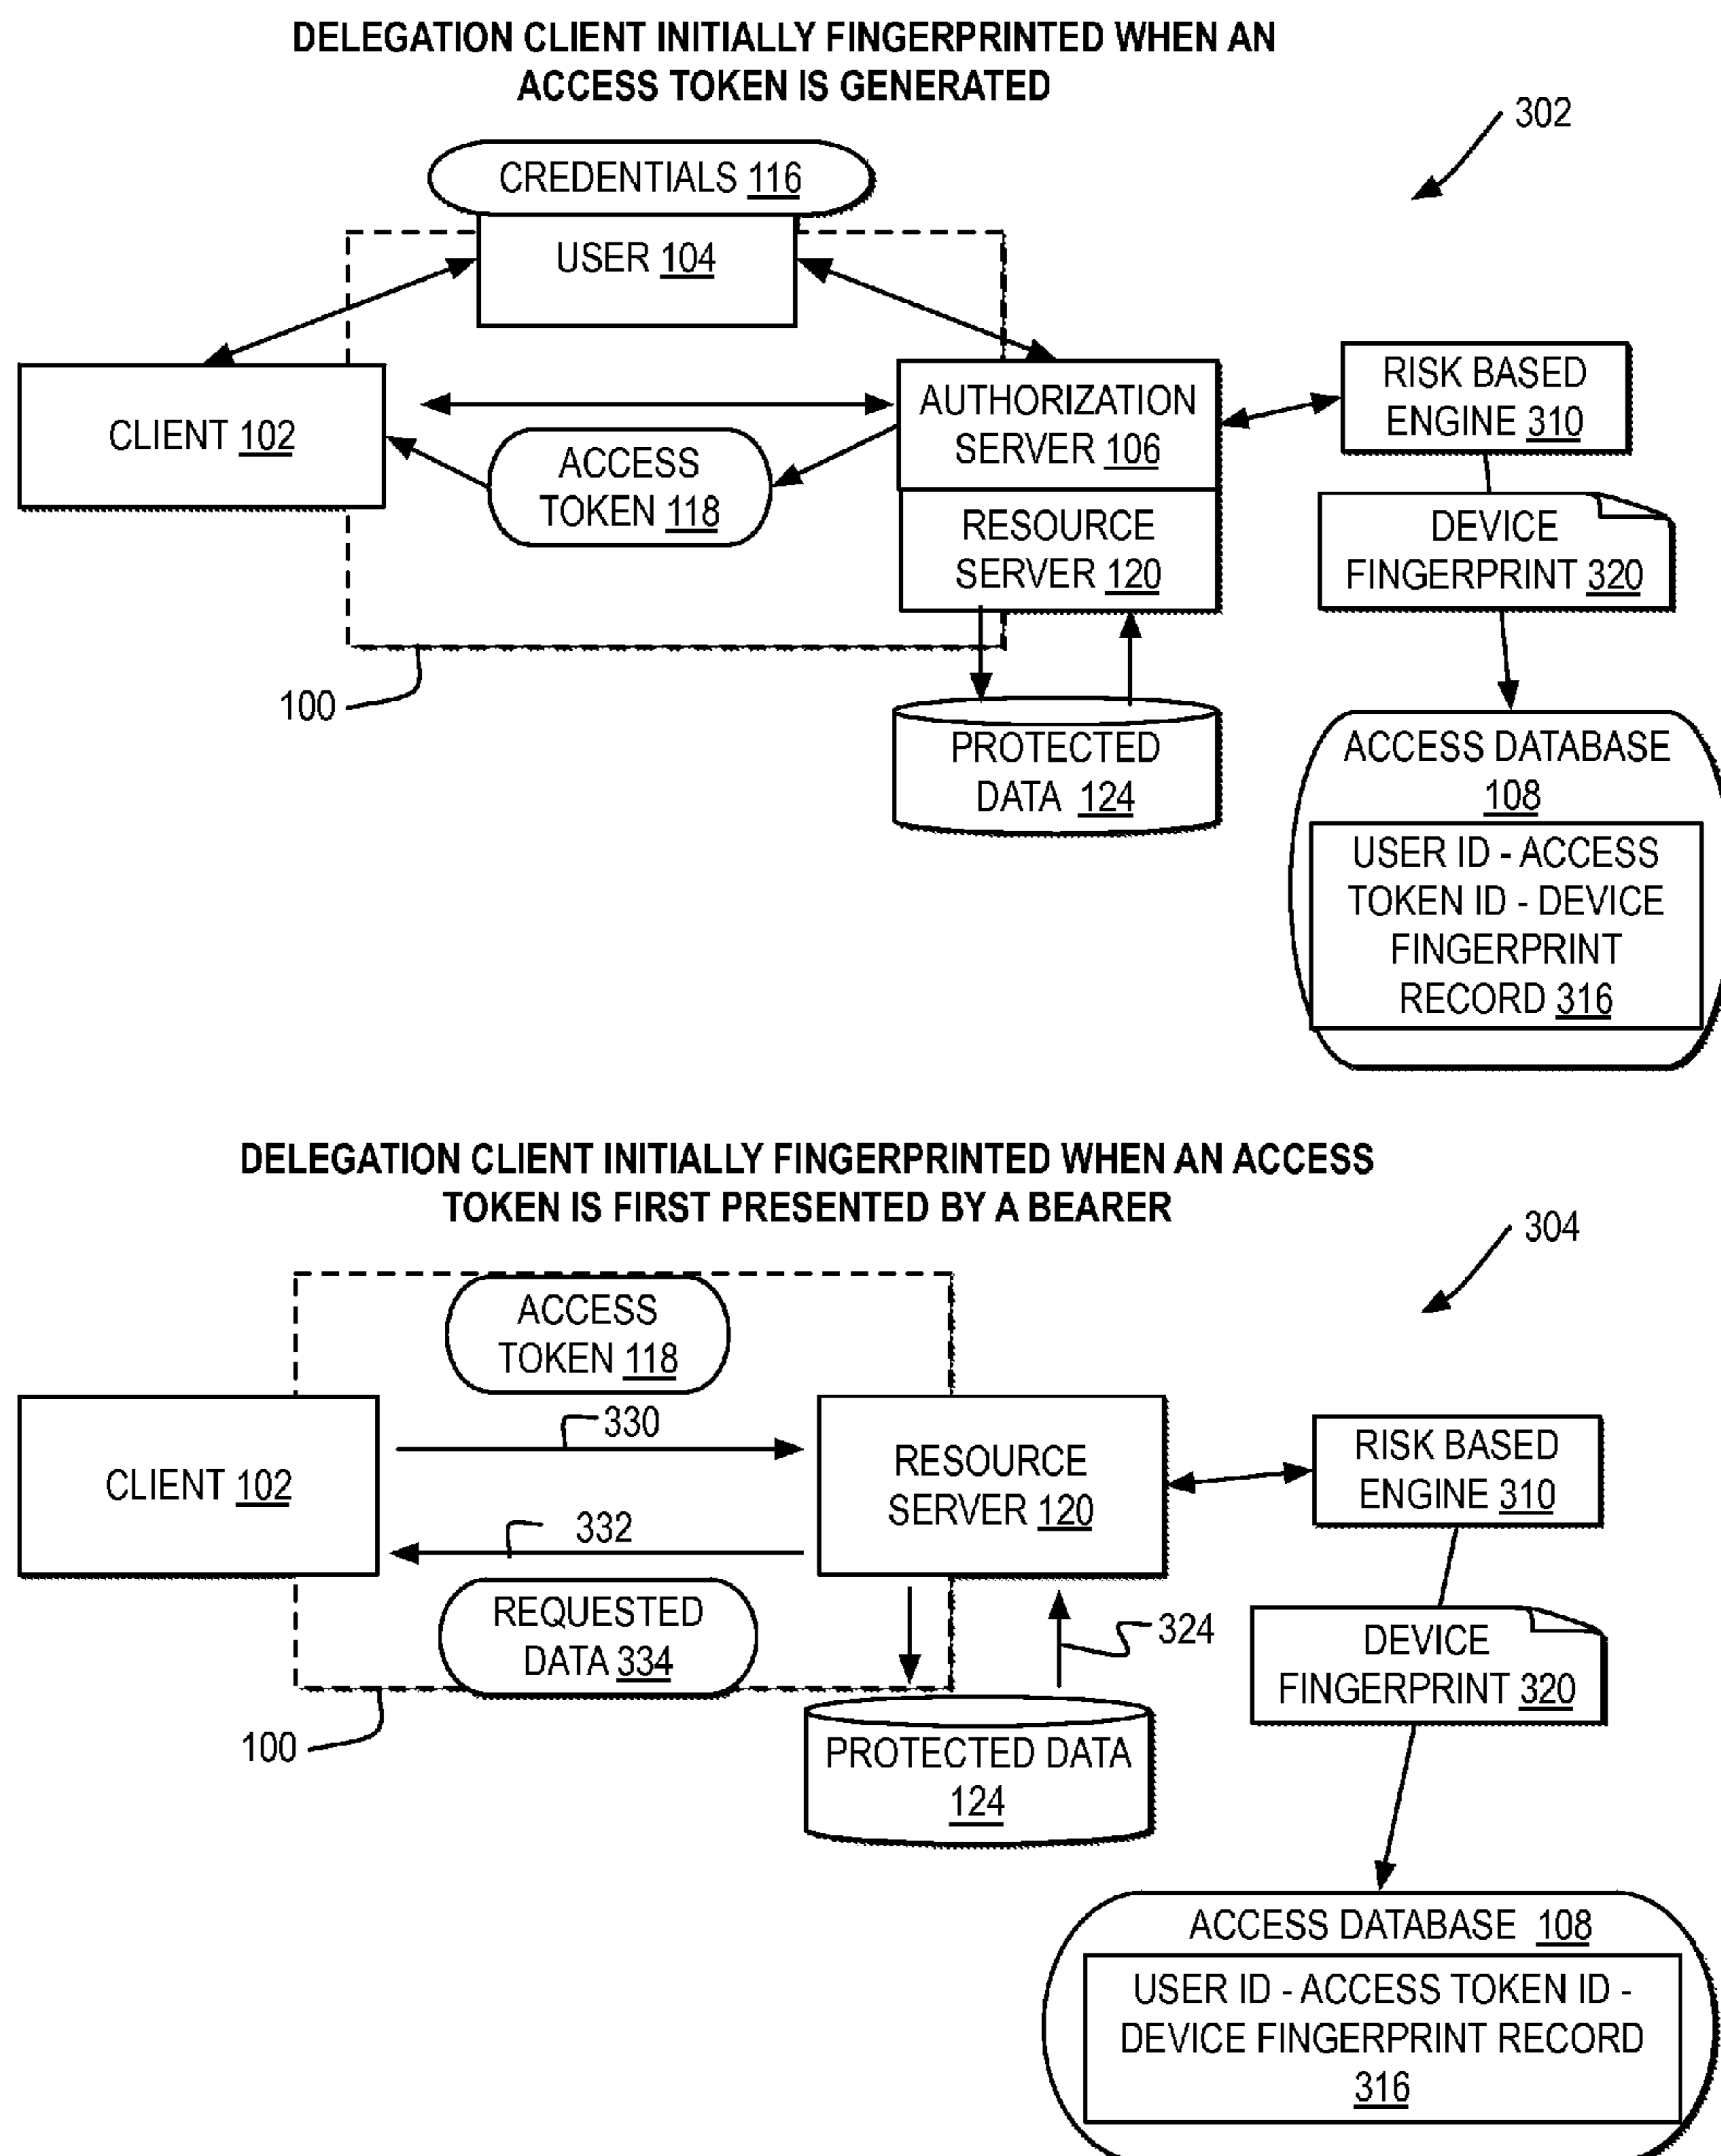 DELEGATION CLIENT INITIALLY FINGERPRINTED WHEN AN
ACCESS TOKEN IS GENERATED
302
CREDENTIALS 116
USER 104
CLIENT 102
ACCESS
TOKEN 118
AUTHORIZATION
SERVER 106
RESOURCE
SERVER 120
RISK BASED
ENGINE 310
DEVICE
FINGERPRINT 320
100
PROTECTED
DATA 124
ACCESS DATABASE
108
USER ID - ACCESS
TOKEN ID - DEVICE
FINGERPRINT
RECORD 316
DELEGATION CLIENT INITIALLY FINGERPRINTED WHEN AN ACCESS
TOKEN IS FIRST PRESENTED BY A BEARER
304
ACCESS
TOKEN 118
330
CLIENT 102
RESOURCE
SERVER 120
RISK BASED
ENGINE 310
332
REQUESTED
DATA 334
324
DEVICE
FINGERPRINT 320
100
PROTECTED DATA
124
ACCESS DATABASE 108
USER ID - ACCESS TOKEN ID -
DEVICE FINGERPRINT RECORD
316